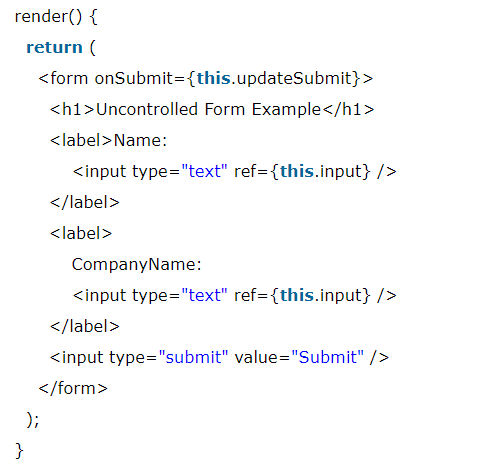 render() {
  return (
    <form onSubmit={this.updateSubmit}>
      <h1>Uncontrolled Form Example</h1>
      <label>Name:
          <input type="text" ref={this.input} />
      </label>
      <label>
          CompanyName:
          <input type="text" ref={this.input} />
      </label>
      <input type="submit" value="Submit" />
    </form>
  );
}